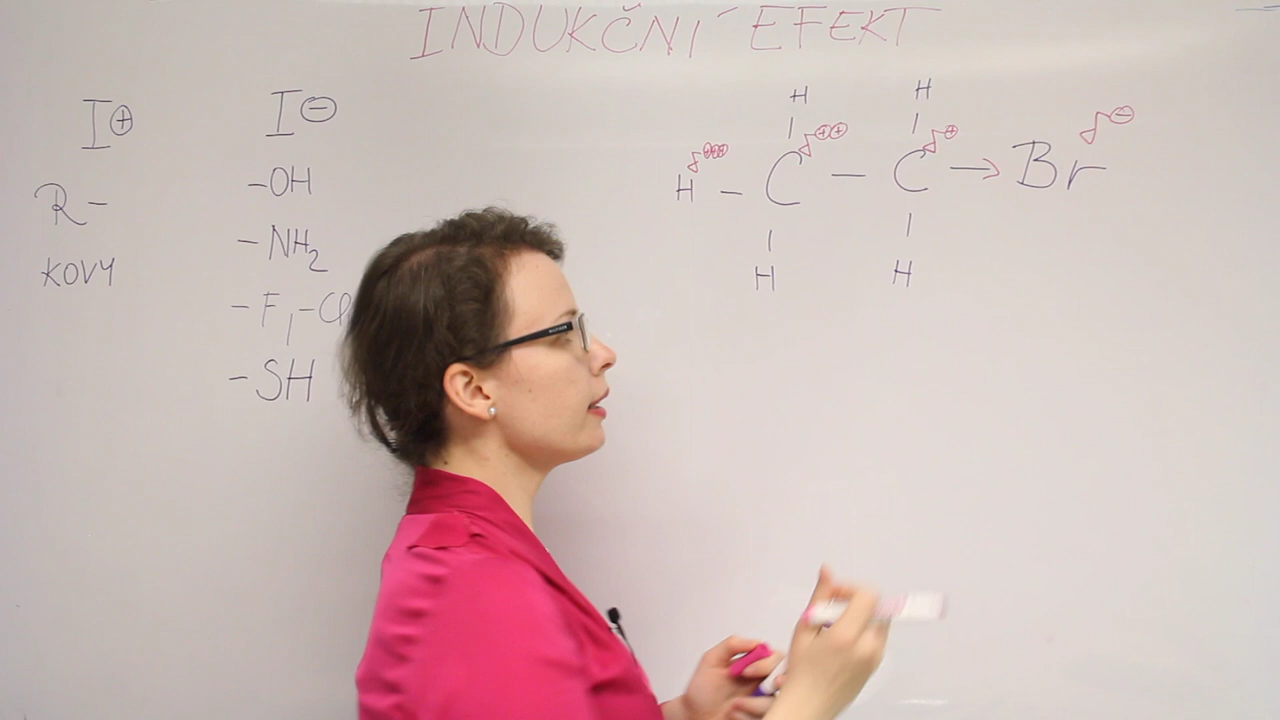 INDUKČNÍ EFEKT
I⊕
R-
KOVY
I⊖
-OH
-NH₂
-F, -Cl
-SH
H H
| |
δ⊕⊕⊕ δ⊕⊕ δ⊕ δ⊖
H - C - C → Br
| |
H H